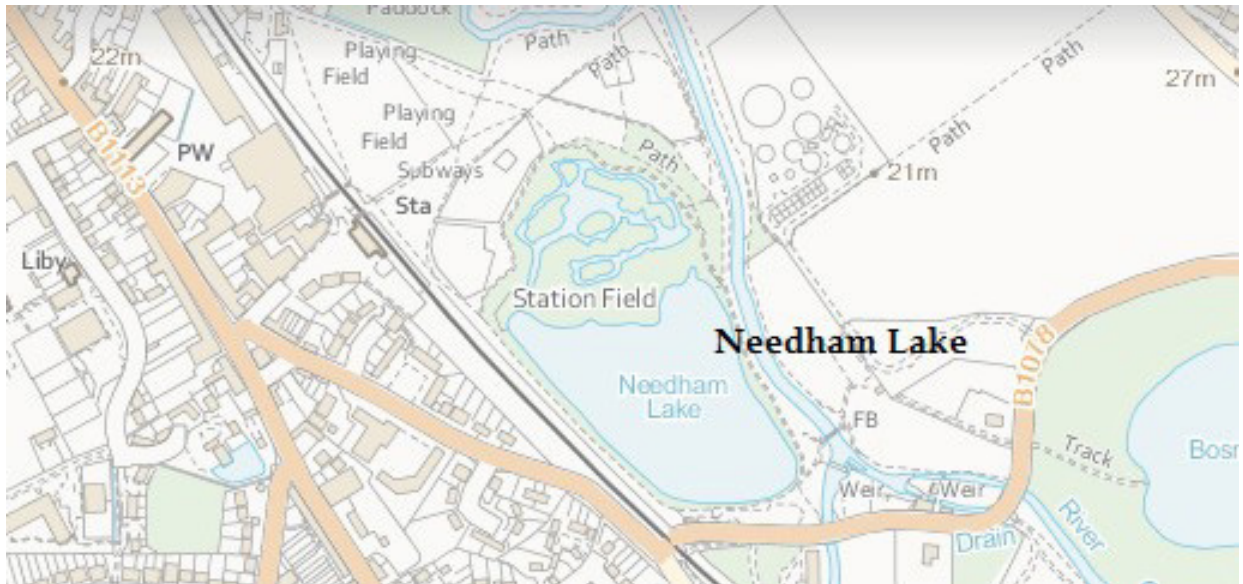 Paddock
Path
Playing
Field
22m
Path
Path
27m
Playing
Field
B1113
PW
Path
Path
Subways
21m
Sta
Liby
Station Field
Needham Lake
Needham
Lake
B1078
FB
Track
Bosm
Weir
Weir
River
Drain